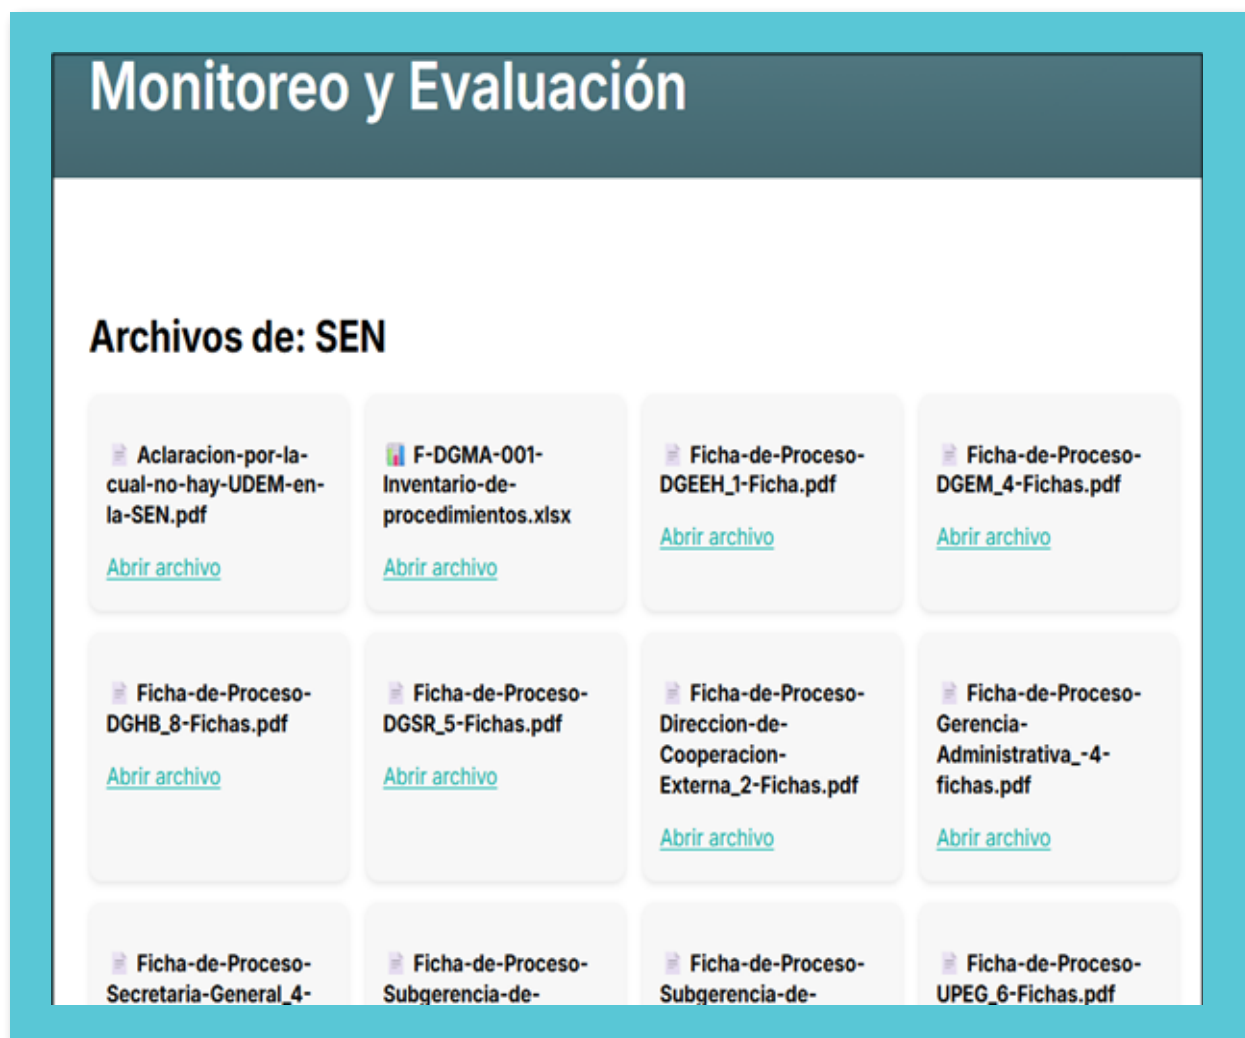 Monitoreo y Evaluación
Archivos de: SEN
Aclaracion-por-la-
cual-no-hay-UDEM-en-
la-SEN.pdf
Abrir archivo
F-DGMA-001-
Inventario-de-
procedimientos.xlsx
Abrir archivo
Ficha-de-Proceso-
DGEEH_1-Ficha.pdf
Abrir archivo
Ficha-de-Proceso-
DGEM_4-Fichas.pdf
Abrir archivo
Ficha-de-Proceso-
DGHB_8-Fichas.pdf
Abrir archivo
Ficha-de-Proceso-
DGSR_5-Fichas.pdf
Abrir archivo
Ficha-de-Proceso-
Direccion-de-
Cooperacion-
Externa_2-Fichas.pdf
Abrir archivo
Ficha-de-Proceso-
Gerencia-
Administrativa_-4-
fichas.pdf
Abrir archivo
Ficha-de-Proceso-
Secretaria-General_4-
Ficha-de-Proceso-
Subgerencia-de-
Ficha-de-Proceso-
Subgerencia-de-
Ficha-de-Proceso-
UPEG_6-Fichas.pdf